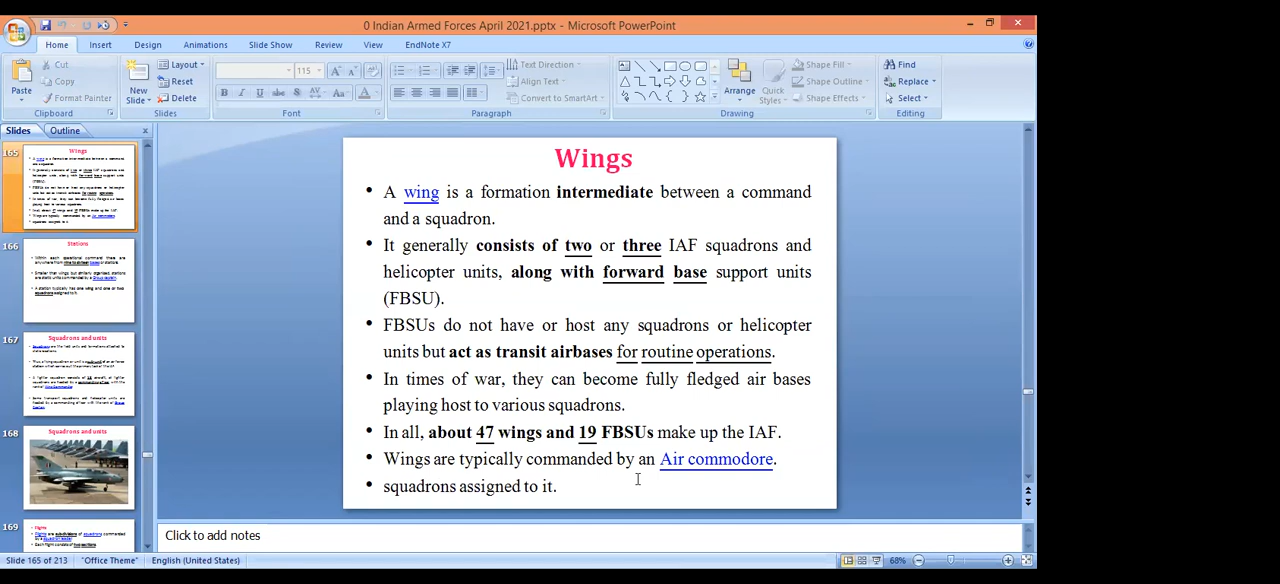 0 Indian Armed Forces April 2021.pptx - Microsoft PowerPoint
Home Insert Design Slide Show Animations Review View EndNote X7
Cut
Copy
Format Painter
Paste
Clipboard
New
Slide
Layout
Reset
Delete
Slides
115
Font
Text Direction
Align Text
Convert to SmartArt
Paragraph
Arrange
Quick
Styles
Shape Fill
Shape Outline
Shape Effects
Drawing
Find
Replace
Select
Editing
Slides Outline
165
Wings
166
Stations
167
Squadrons and units
168
Squadrons and units
169
Flights
Wings
• A wing is a formation intermediate between a command
and a squadron.
• It generally consists of two or three IAF squadrons and
helicopter units, along with forward base support units
(FBSU).
• FBSUs do not have or host any squadrons or helicopter
units but act as transit airbases for routine operations.
• In times of war, they can become fully fledged air bases
playing host to various squadrons.
• In all, about 47 wings and 19 FBSUs make up the IAF.
• Wings are typically commanded by an Air commodore.
• squadrons assigned to it.
Click to add notes
Slide 165 of 213 "Office Theme" English (United States) 68%